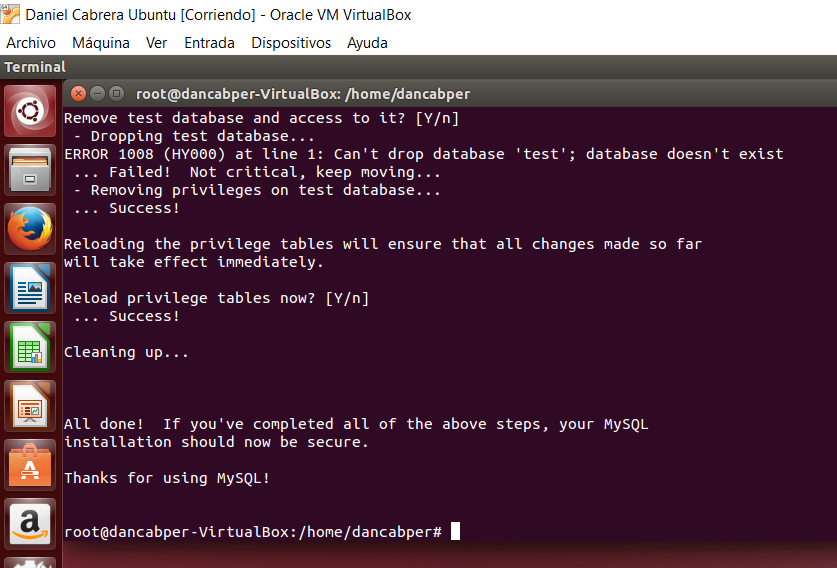 Daniel Cabrera Ubuntu [Corriendo] - Oracle VM VirtualBox
Archivo Máquina Ver Entrada Dispositivos Ayuda
Terminal
root@dancabper-VirtualBox: /home/dancabper
Remove test database and access to it? [Y/n]
 - Dropping test database...
ERROR 1008 (HY000) at line 1: Can't drop database 'test'; database doesn't exist
 ... Failed!  Not critical, keep moving...
 - Removing privileges on test database...
 ... Success!
Reloading the privilege tables will ensure that all changes made so far
will take effect immediately.
Reload privilege tables now? [Y/n]
 ... Success!
Cleaning up...
All done!  If you've completed all of the above steps, your MySQL
installation should now be secure.
Thanks for using MySQL!
root@dancabper-VirtualBox:/home/dancabper#